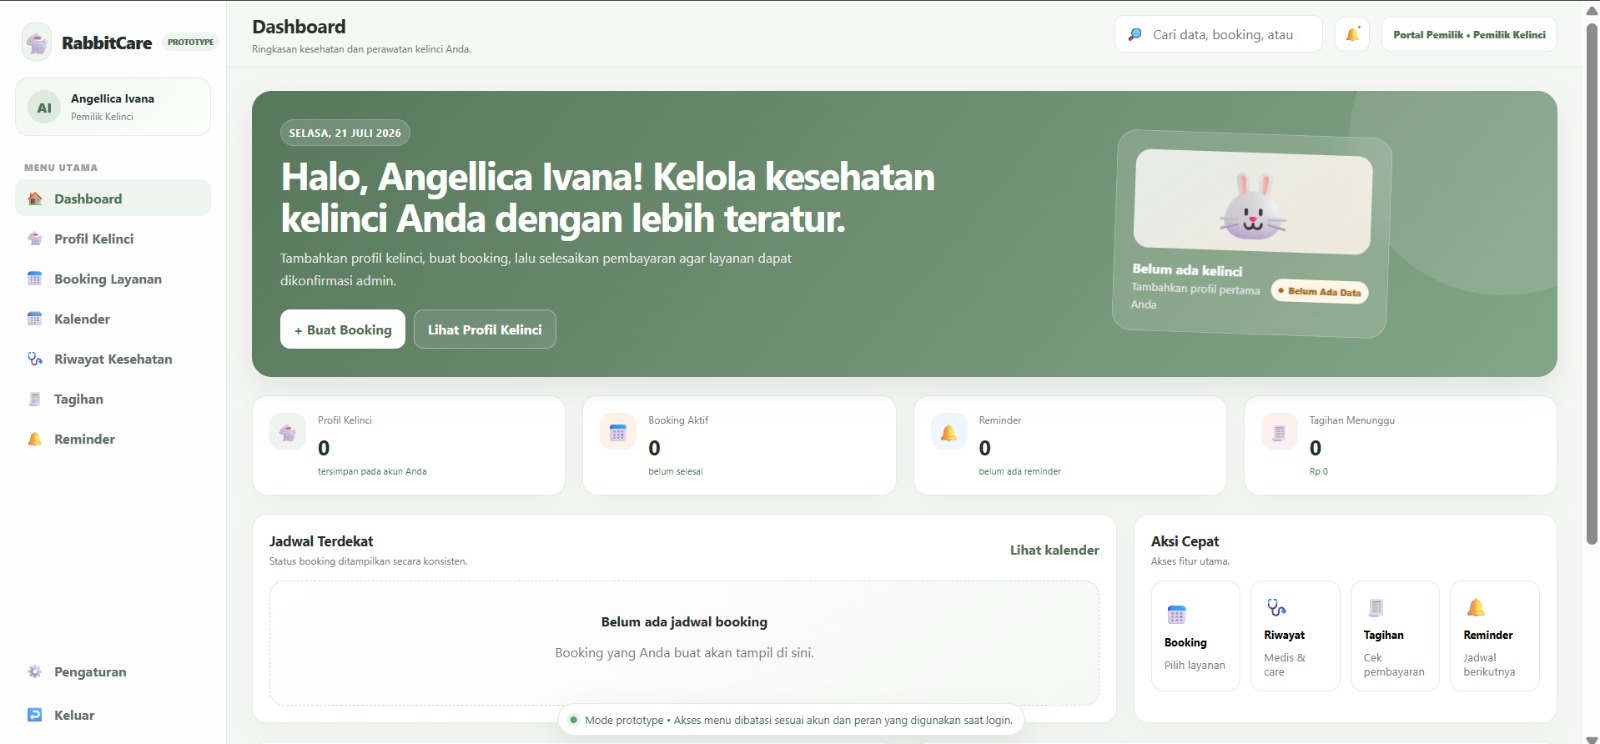 RabbitCare PROTOTYPE
AI
Angellica Ivana
Pemilik Kelinci
MENU UTAMA
Dashboard
Profil Kelinci
Booking Layanan
Kalender
Riwayat Kesehatan
Tagihan
Reminder
Pengaturan
Keluar
Dashboard
Ringkasan kesehatan dan perawatan kelinci Anda.
Cari data, booking, atau
Portal Pemilik • Pemilik Kelinci
SELASA, 21 JULI 2026
Halo, Angellica Ivana! Kelola kesehatan
kelinci Anda dengan lebih teratur.
Tambahkan profil kelinci, buat booking, lalu selesaikan pembayaran agar layanan dapat
dikonfirmasi admin.
+ Buat Booking
Lihat Profil Kelinci
Belum ada kelinci
Tambahkan profil pertama
Anda
Belum Ada Data
Profil Kelinci
0
tersimpan pada akun Anda
Booking Aktif
0
belum selesai
Reminder
0
belum ada reminder
Tagihan Menunggu
0
Rp 0
Jadwal Terdekat
Status booking ditampilkan secara konsisten.
Lihat kalender
Belum ada jadwal booking
Booking yang Anda buat akan tampil di sini.
Aksi Cepat
Akses fitur utama.
Booking
Pilih layanan
Riwayat
Medis &
care
Tagihan
Cek
pembayaran
Reminder
Jadwal
berikutnya
Mode prototype • Akses menu dibatasi sesuai akun dan peran yang digunakan saat login.